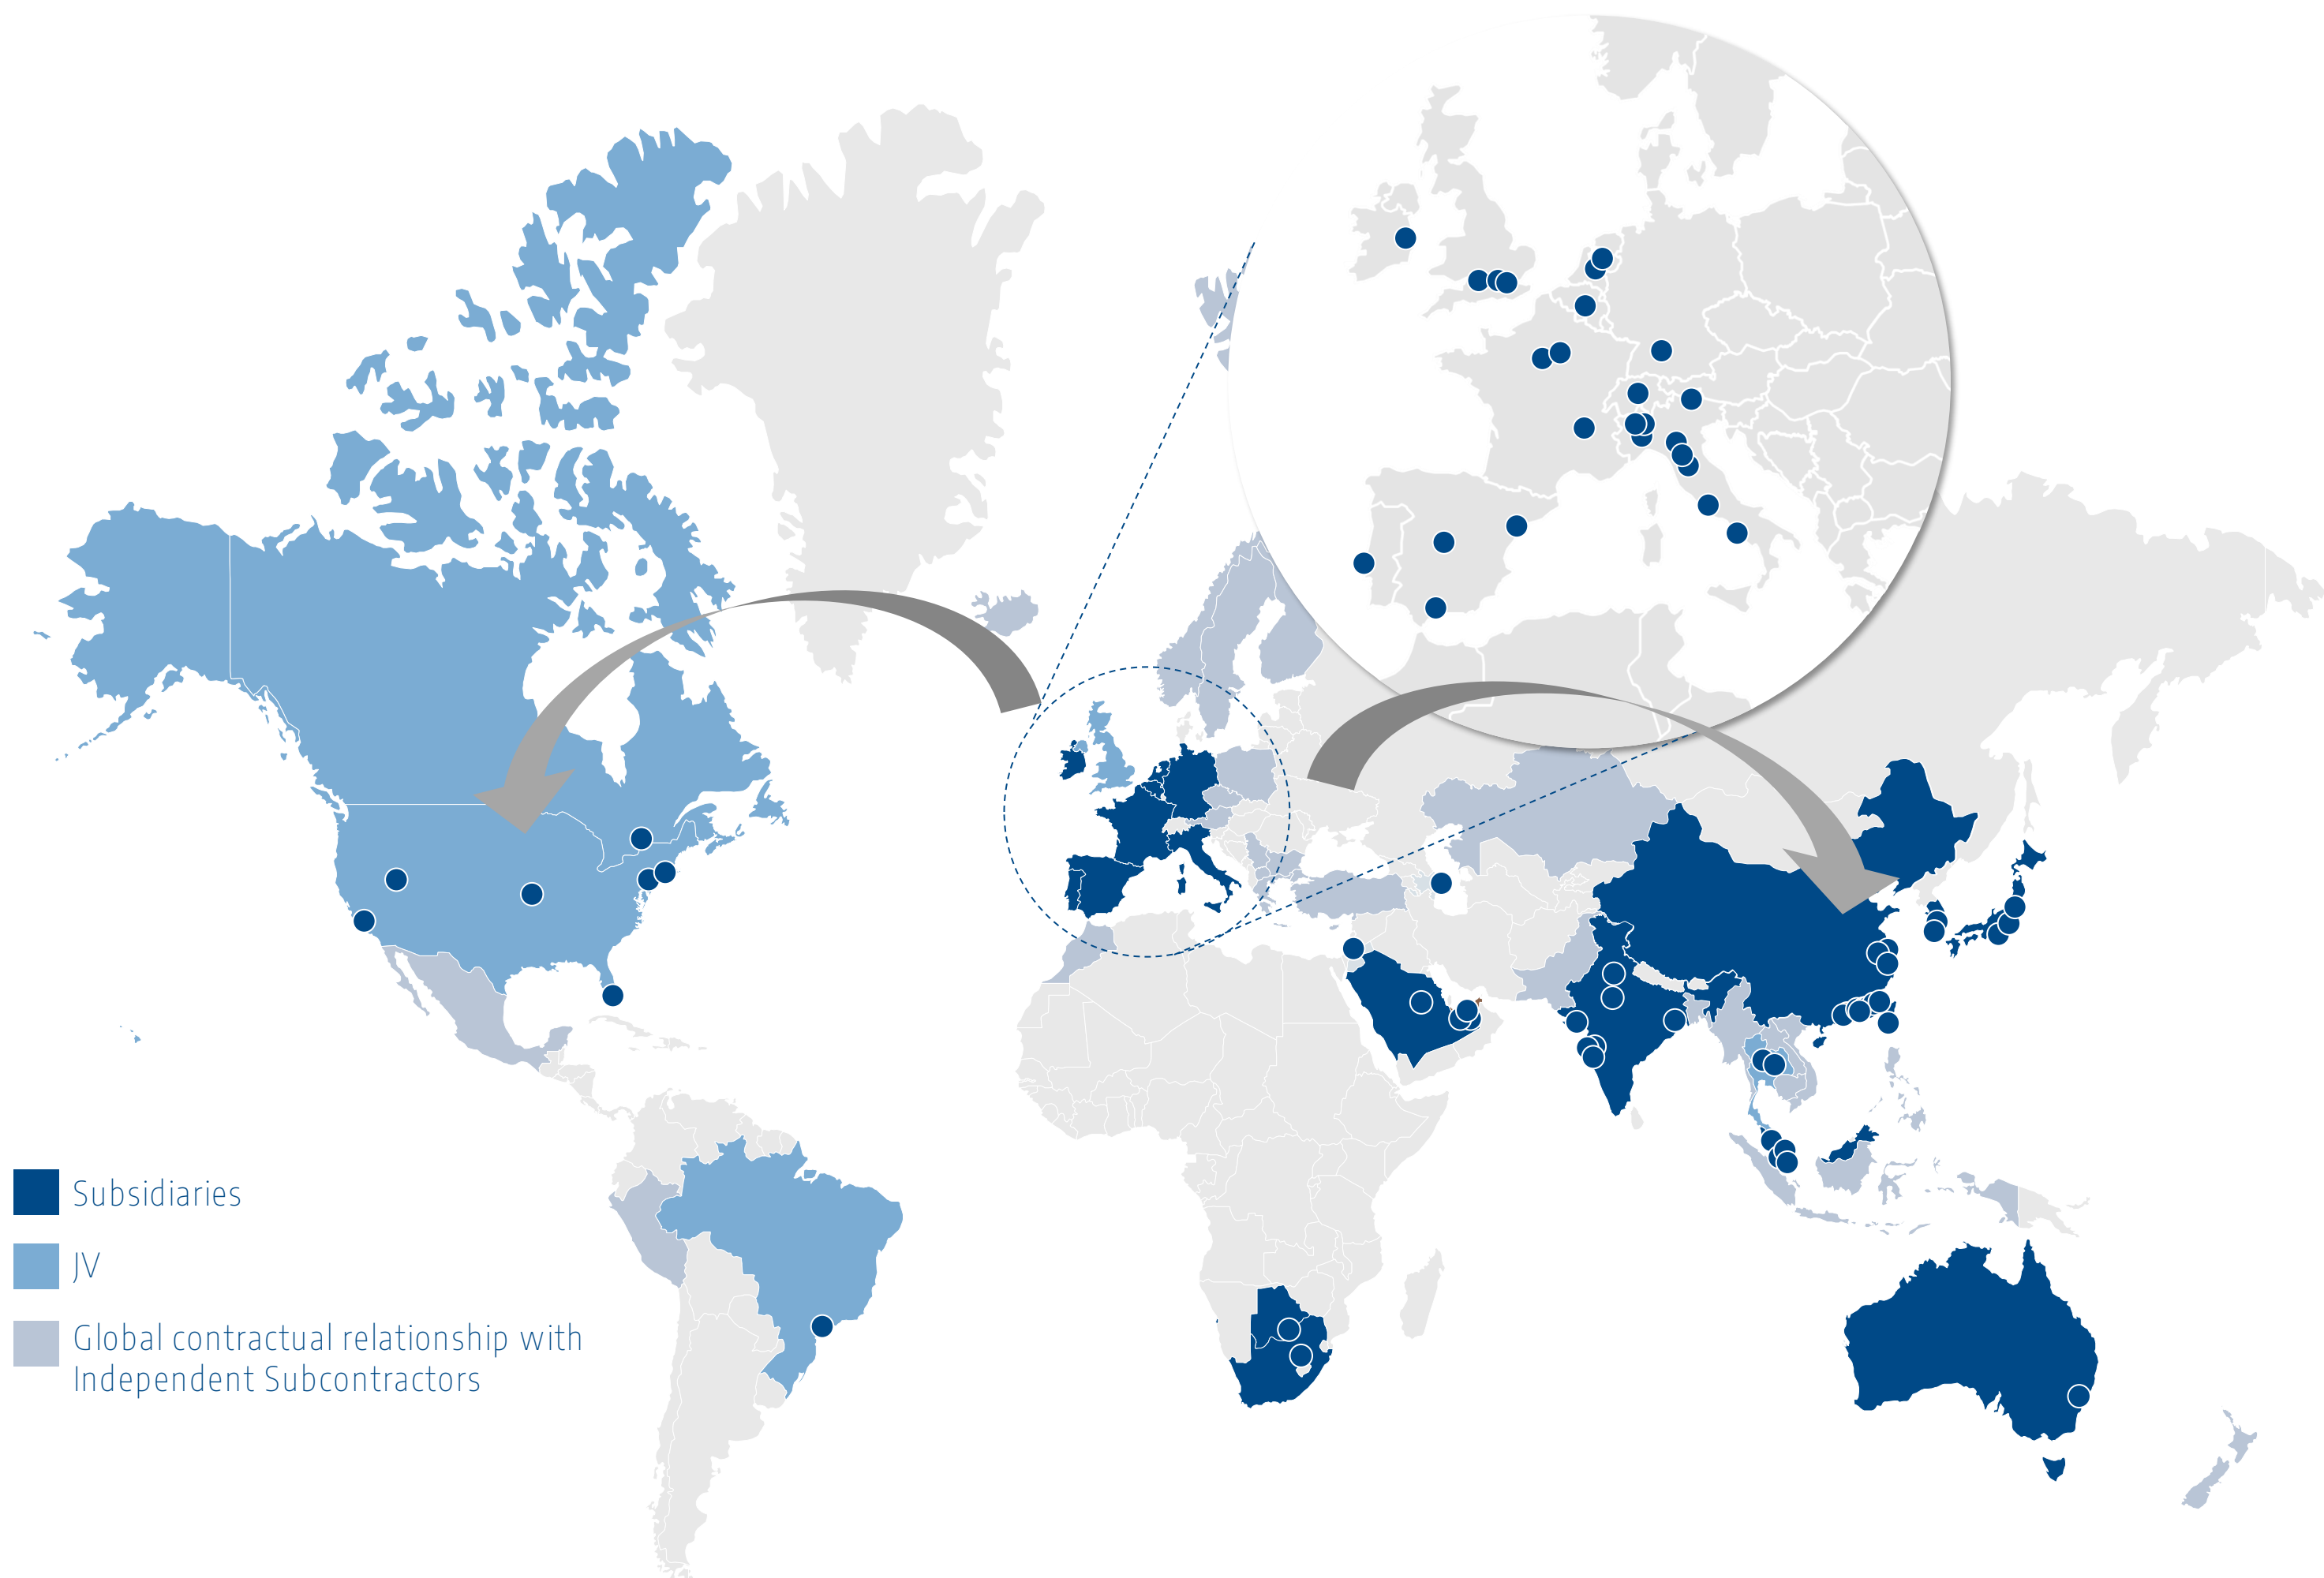 Subsidiaries
JV
Global contractual relationship with
Independent Subcontractors